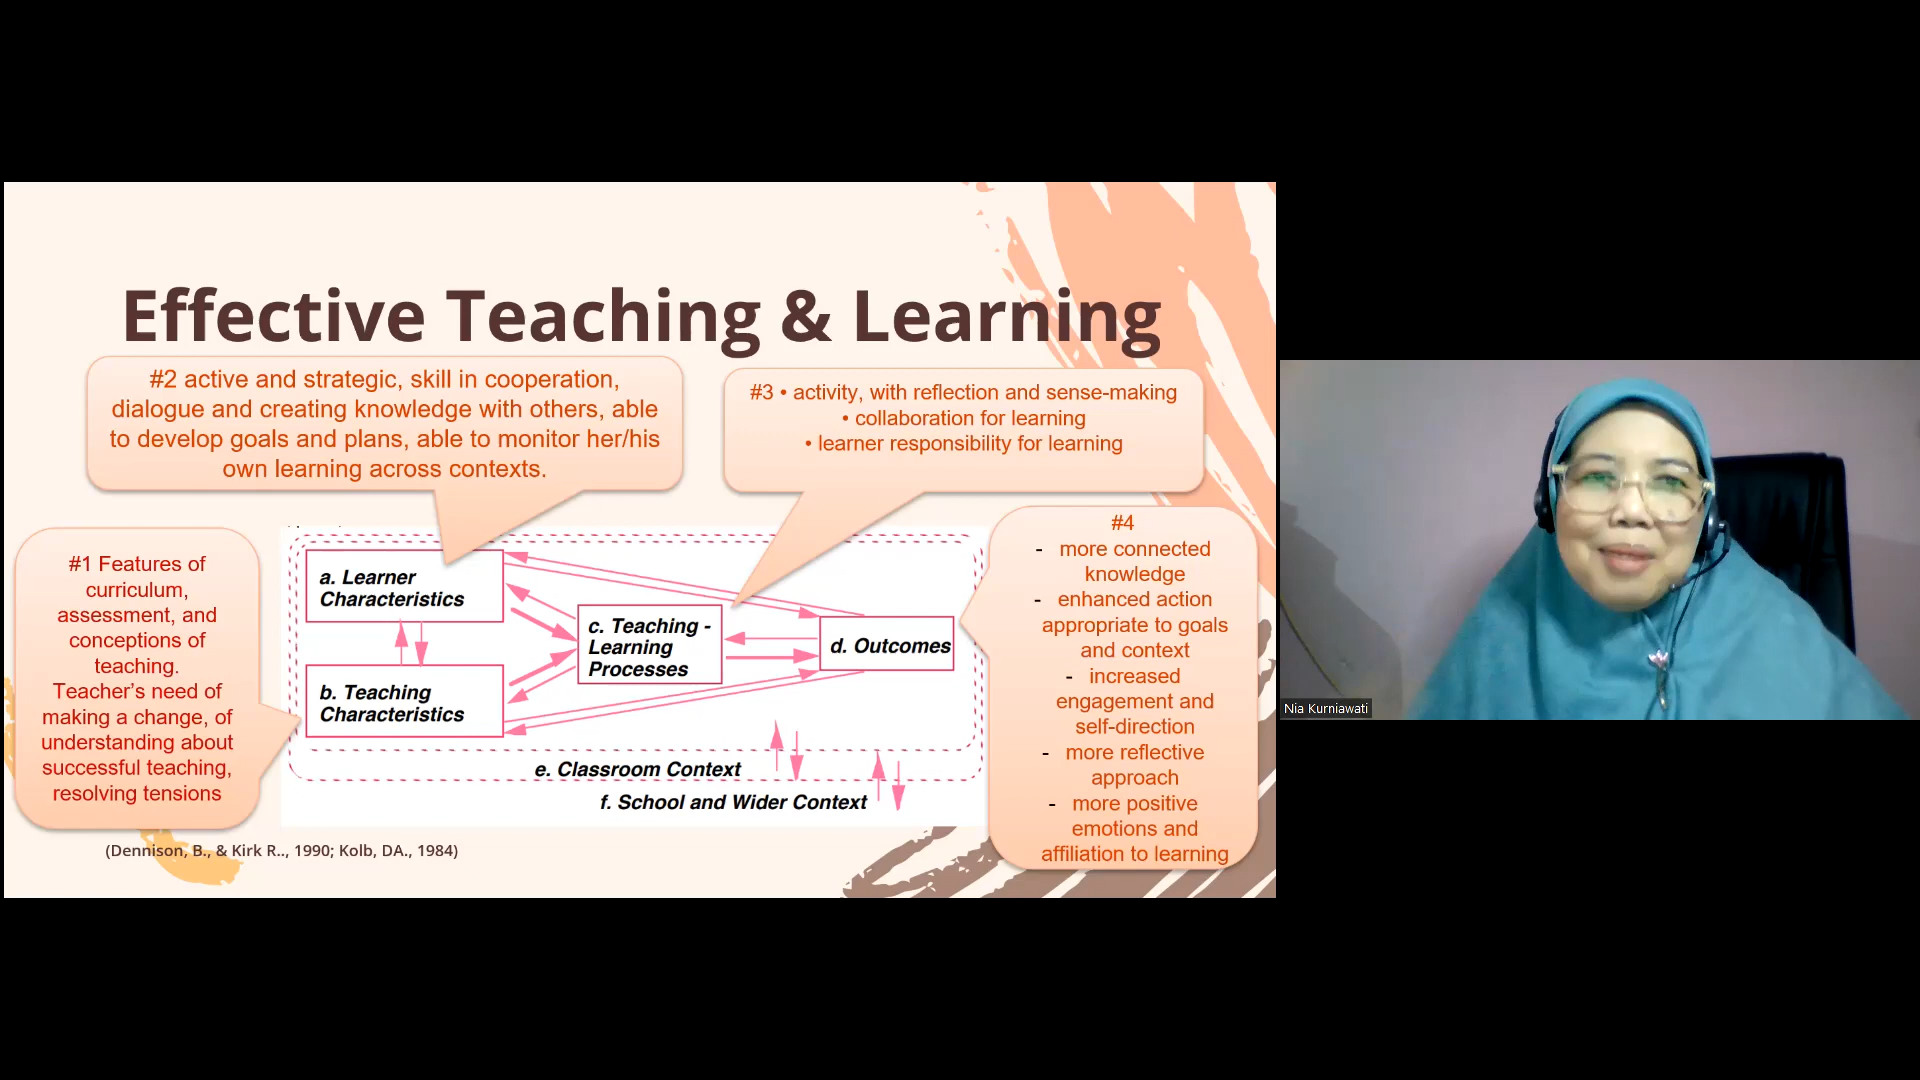 Effective Teaching & Learning
#2 active and strategic, skill in cooperation,
dialogue and creating knowledge with others, able
to develop goals and plans, able to monitor her/his
own learning across contexts.
#3 • activity, with reflection and sense-making
• collaboration for learning
• learner responsibility for learning
#1 Features of
curriculum,
assessment, and
conceptions of
teaching.
Teacher’s need of
making a change, of
understanding about
successful teaching,
resolving tensions
a. Learner
Characteristics
b. Teaching
Characteristics
c. Teaching -
Learning
Processes
d. Outcomes
e. Classroom Context
f. School and Wider Context
#4
- more connected
knowledge
- enhanced action
appropriate to goals
and context
- increased
engagement and
self-direction
- more reflective
approach
- more positive
emotions and
affiliation to learning
(Dennison, B., & Kirk R.., 1990; Kolb, DA., 1984)
Nia Kurniawati